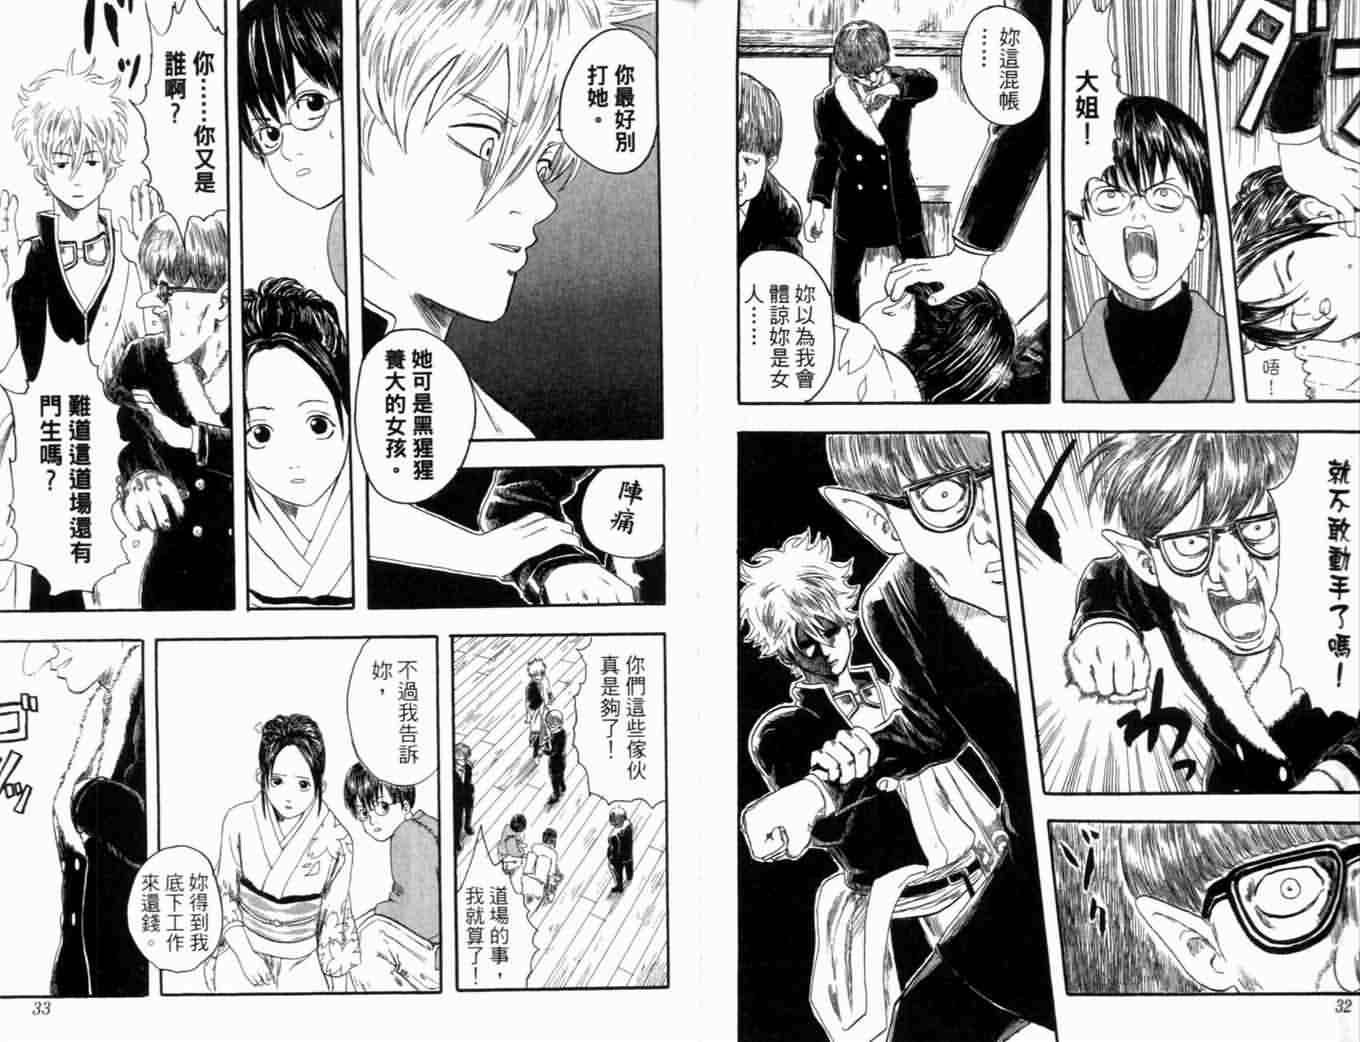 ダァ
唔！
大姐！
妳這混帳
……
妳以為我會
體諒妳是女
人……
就不敢動手了嗎！
わっ
32
你最好別
打她。
她可是黑猩猩
養大的女孩。
陣痛
你………你又是
誰啊？
難道這道場還有
門生嗎？
你們這些傢伙
真是夠了！
道場的事，
我就算了！
不過我告訴
妳，
妳得到我
底下工作
來還錢。
ゴ
33